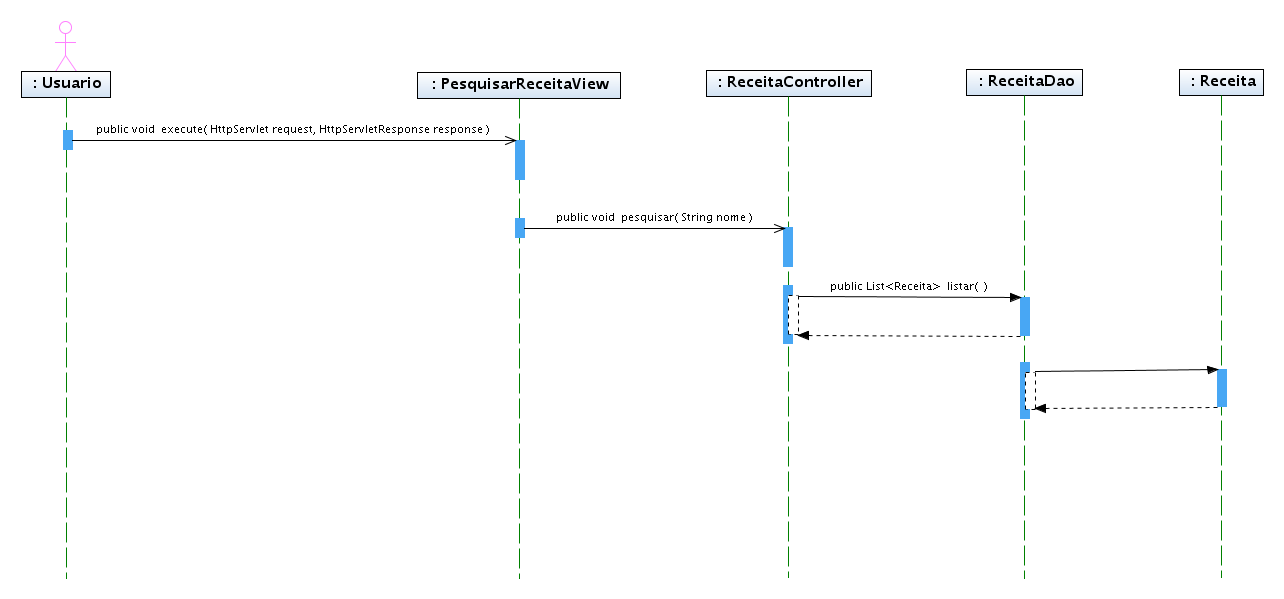 : Usuario
: PesquisarReceitaView
: ReceitaController
: ReceitaDao
: Receita
public void execute( HttpServlet request, HttpServletResponse response )
public void pesquisar( String nome )
public List<Receita> listar( )